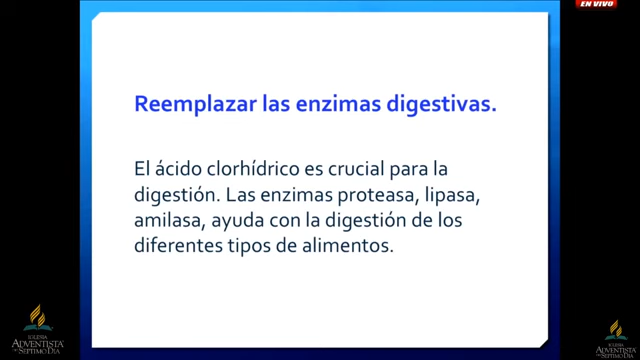 EN VIVO
Reemplazar las enzimas digestivas.
El ácido clorhídrico es crucial para la
digestión. Las enzimas proteasa, lipasa,
amilasa, ayuda con la digestión de los
diferentes tipos de alimentos.
IGLESIA
ADVENTISTA
DEL SÉPTIMO DÍA
IGLESIA
ADVENTISTA
DEL SÉPTIMO DÍA